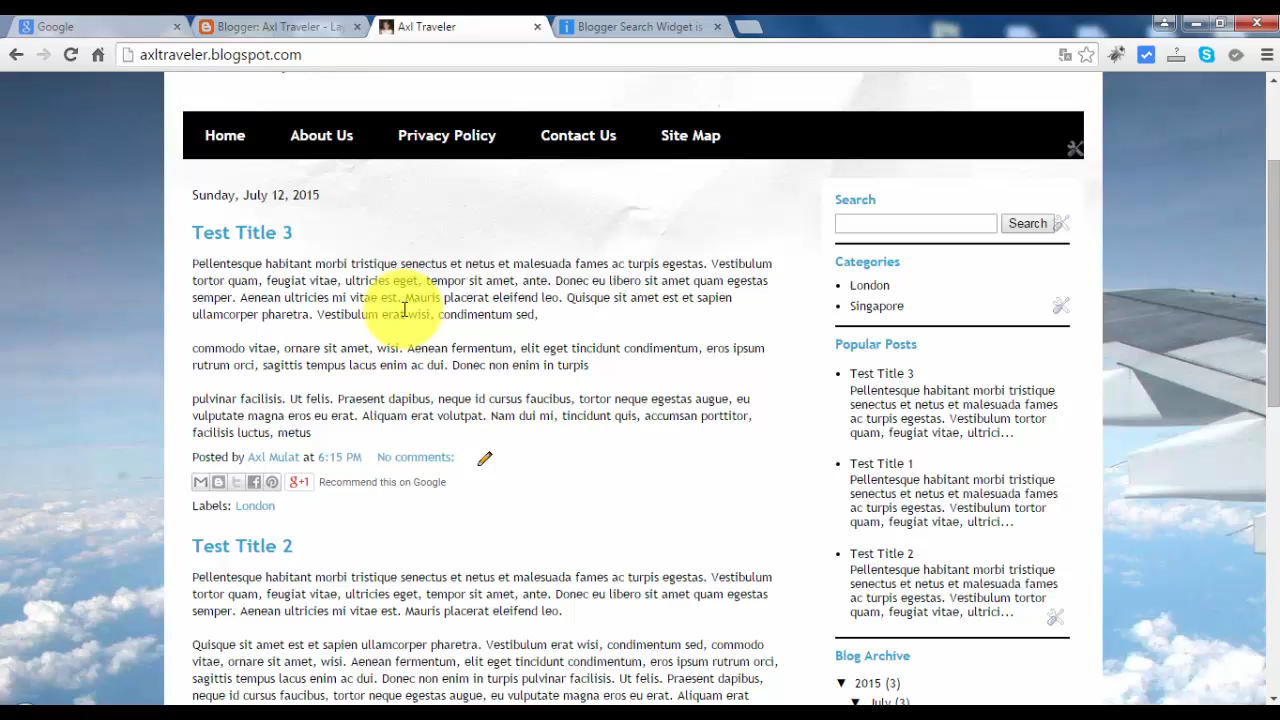 Google
Blogger: Axl Traveler - Lay
Axl Traveler
Blogger Search Widget is
axltraveler.blogspot.com
Home
About Us
Privacy Policy
Contact Us
Site Map
Sunday, July 12, 2015
Test Title 3
Pellentesque habitant morbi tristique senectus et netus et malesuada fames ac turpis egestas. Vestibulum
tortor quam, feugiat vitae, ultricies eget, tempor sit amet, ante. Donec eu libero sit amet quam egestas
semper. Aenean ultricies mi vitae est. Mauris placerat eleifend leo. Quisque sit amet est et sapien
ullamcorper pharetra. Vestibulum erat wisi, condimentum sed,
commodo vitae, ornare sit amet, wisi. Aenean fermentum, elit eget tincidunt condimentum, eros ipsum
rutrum orci, sagittis tempus lacus enim ac dui. Donec non enim in turpis
pulvinar facilisis. Ut felis. Praesent dapibus, neque id cursus faucibus, tortor neque egestas augue, eu
vulputate magna eros eu erat. Aliquam erat volutpat. Nam dui mi, tincidunt quis, accumsan porttitor,
facilisis luctus, metus
Posted by Axl Mulat at 6:15 PM No comments:
g+1 Recommend this on Google
Labels: London
Test Title 2
Pellentesque habitant morbi tristique senectus et netus et malesuada fames ac turpis egestas. Vestibulum
tortor quam, feugiat vitae, ultricies eget, tempor sit amet, ante. Donec eu libero sit amet quam egestas
semper. Aenean ultricies mi vitae est. Mauris placerat eleifend leo.
Quisque sit amet est et sapien ullamcorper pharetra. Vestibulum erat wisi, condimentum sed, commodo
vitae, ornare sit amet, wisi. Aenean fermentum, elit eget tincidunt condimentum, eros ipsum rutrum orci,
sagittis tempus lacus enim ac dui. Donec non enim in turpis pulvinar facilisis. Ut felis. Praesent dapibus,
neque id cursus faucibus, tortor neque egestas augue, eu vulputate magna eros eu erat. Aliquam erat
Search
Search
Categories
London
Singapore
Popular Posts
Test Title 3
Pellentesque habitant morbi tristique
senectus et netus et malesuada fames
ac turpis egestas. Vestibulum tortor
quam, feugiat vitae, ultrici...
Test Title 1
Pellentesque habitant morbi tristique
senectus et netus et malesuada fames
ac turpis egestas. Vestibulum tortor
quam, feugiat vitae, ultrici...
Test Title 2
Pellentesque habitant morbi tristique
senectus et netus et malesuada fames
ac turpis egestas. Vestibulum tortor
quam, feugiat vitae, ultrici...
Blog Archive
▼ 2015 (3)
▼ July (3)